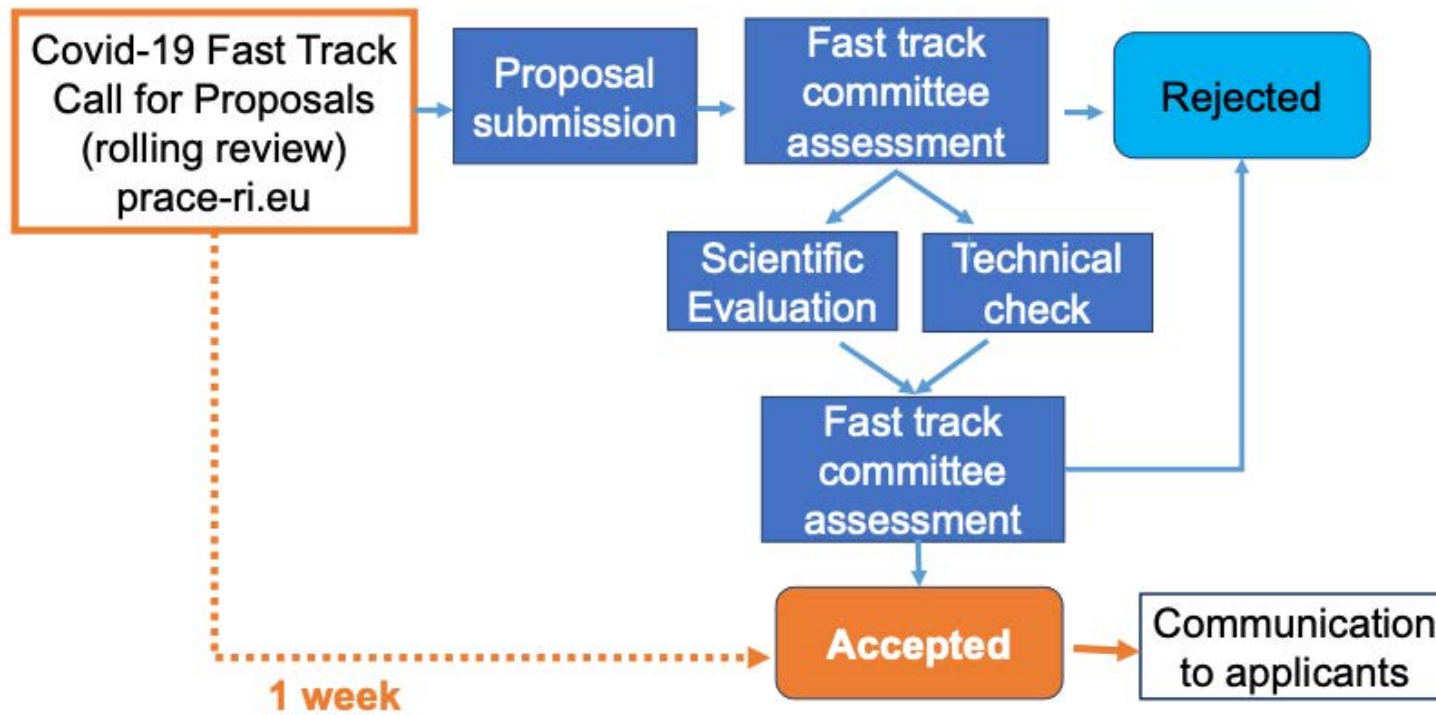 Covid-19 Fast Track
Call for Proposals
(rolling review)
prace-ri.eu
Proposal
submission
Fast track
committee
assessment
Rejected
Scientific
Evaluation
Technical
check
Fast track
committee
assessment
Accepted
Communication
to applicants
1 week